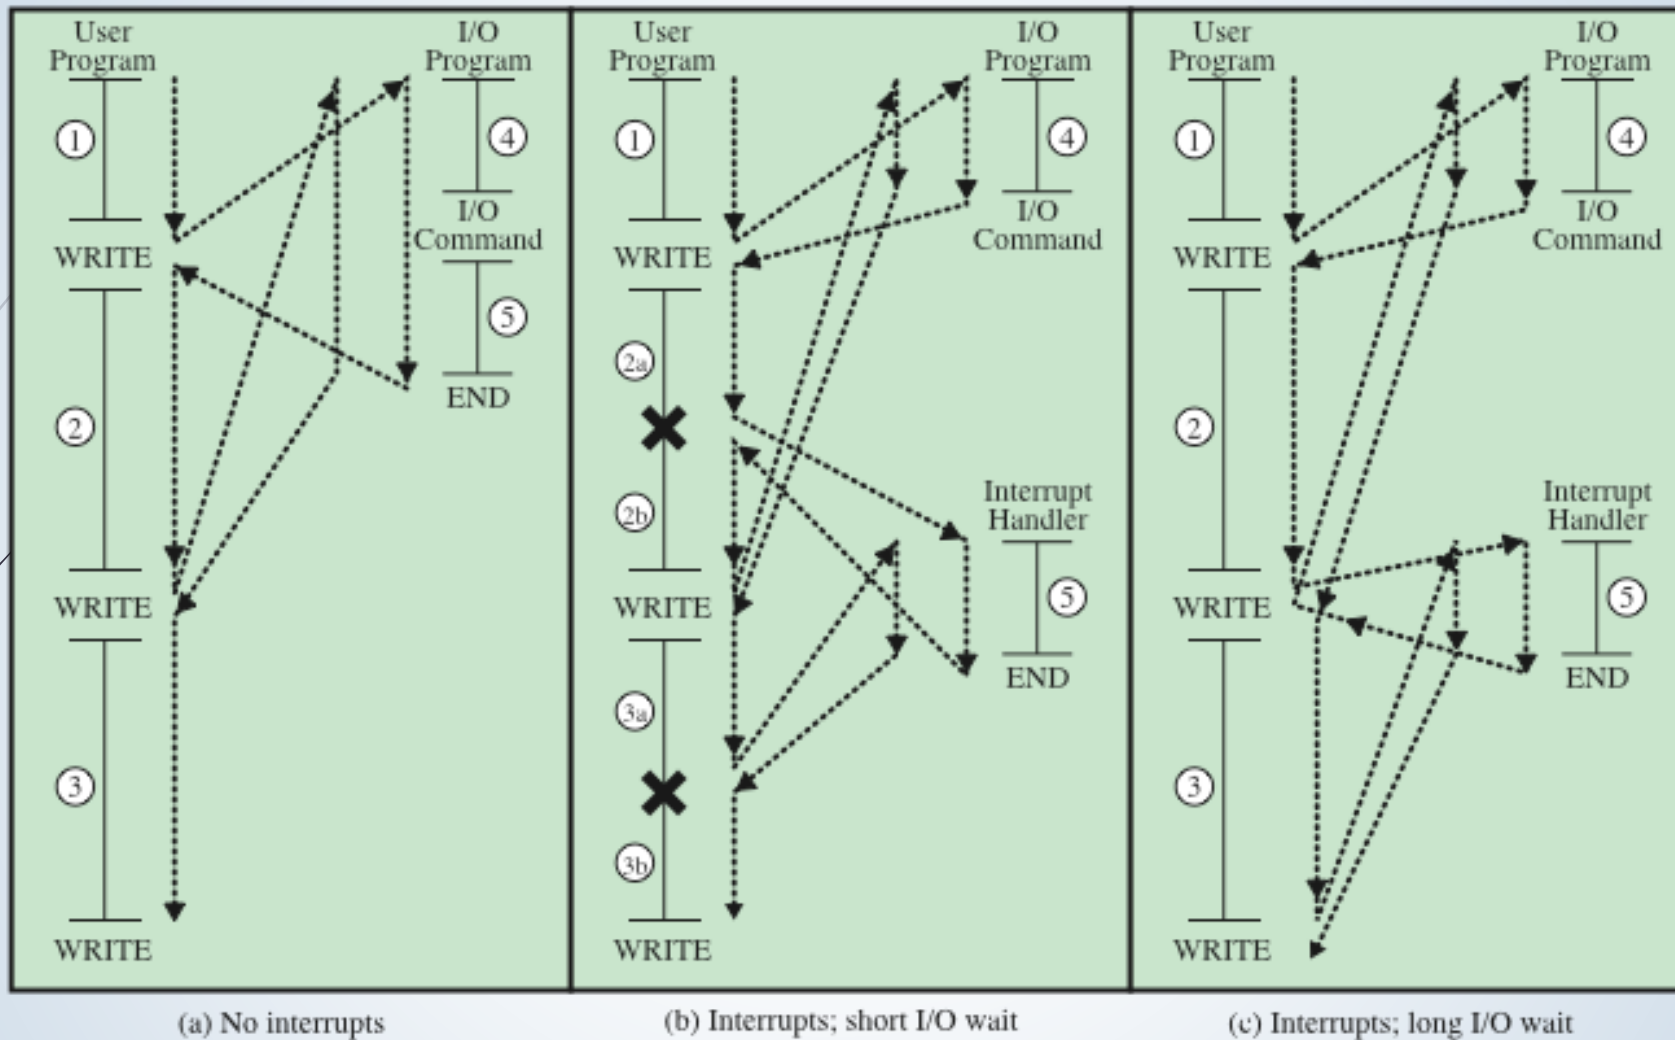 User
Program
I/O
Program
1
4
WRITE
I/O
Command
5
2
END
WRITE
3
WRITE
(a) No interrupts
User
Program
I/O
Program
1
4
WRITE
I/O
Command
2a
2b
Interrupt
Handler
WRITE
5
END
3a
3b
WRITE
(b) Interrupts; short I/O wait
User
Program
I/O
Program
1
4
WRITE
I/O
Command
2
Interrupt
Handler
WRITE
5
END
3
WRITE
(c) Interrupts; long I/O wait